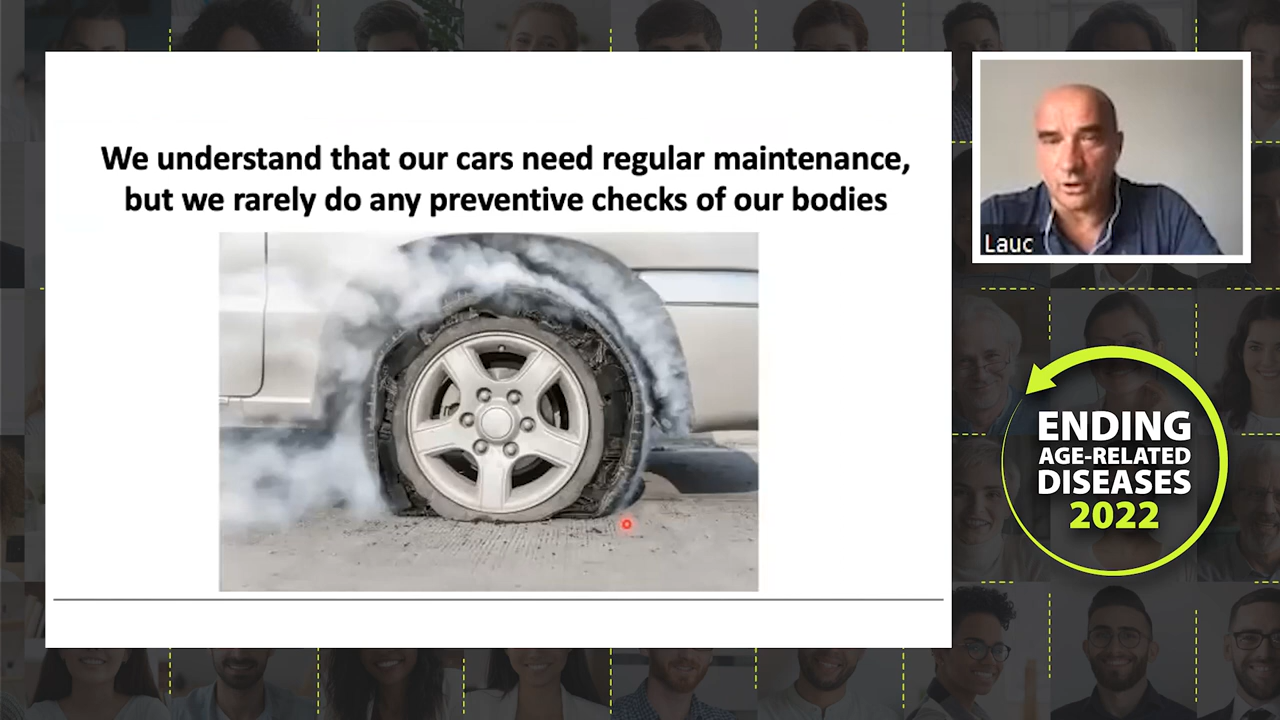 We understand that our cars need regular maintenance,
but we rarely do any preventive checks of our bodies
Lauc
ENDING
AGE-RELATED
DISEASES
2022